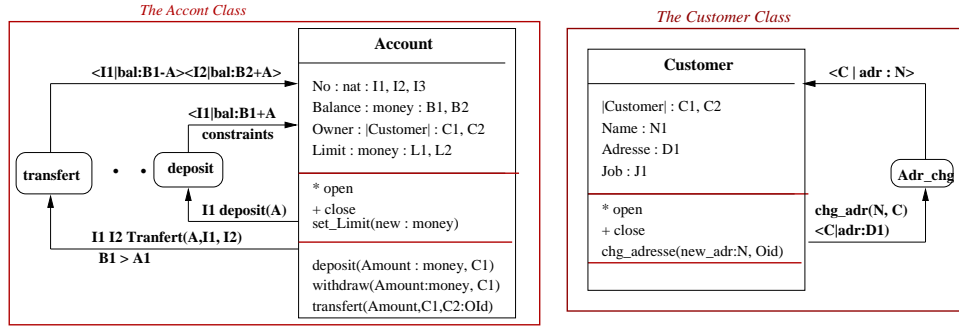 The Accont Class
Account
<I1|bal:B1-A><I2|bal:B2+A>
No : nat : I1, I2, I3
Balance : money : B1, B2
Owner : |Customer| : C1, C2
Limit : money : L1, L2
<I1|bal:B1+A
constraints
transfert
deposit
* open
+ close
set_Limit(new : money)
I1 deposit(A)
I1 I2 Tranfert(A,I1, I2)
B1 > A1
deposit(Amount : money, C1)
withdraw(Amount:money, C1)
transfert(Amount,C1,C2:OId)
The Customer Class
Customer
<C | adr : N>
|Customer| : C1, C2
Name : N1
Adresse : D1
Job : J1
Adr_chg
* open
+ close
chg_adresse(new_adr:N, Oid)
chg_adr(N, C)
<C|adr:D1)